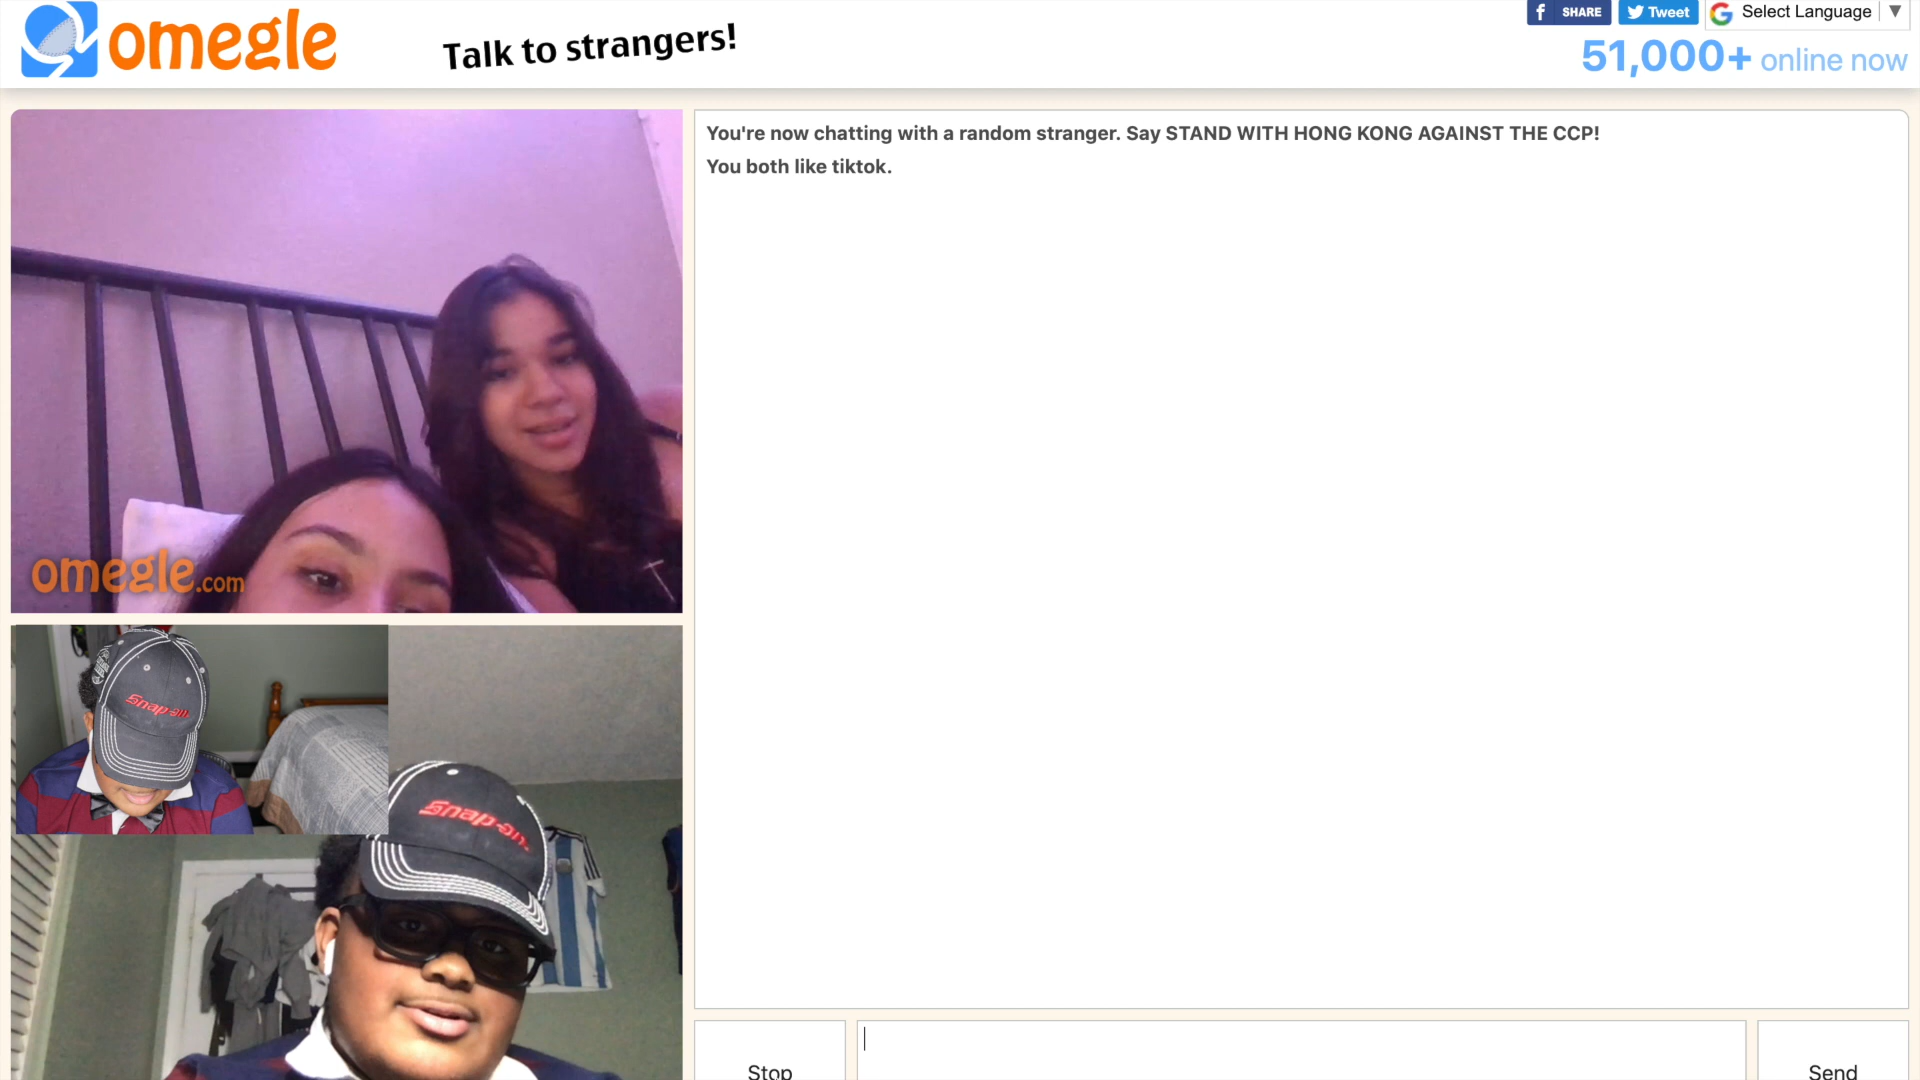 omegle
Talk to strangers!
f SHARE
Tweet
G Select Language ▼
51,000+ online now
You're now chatting with a random stranger. Say STAND WITH HONG KONG AGAINST THE CCP!
You both like tiktok.
omegle.com
Snap-on
Snap-on
Stop
Send